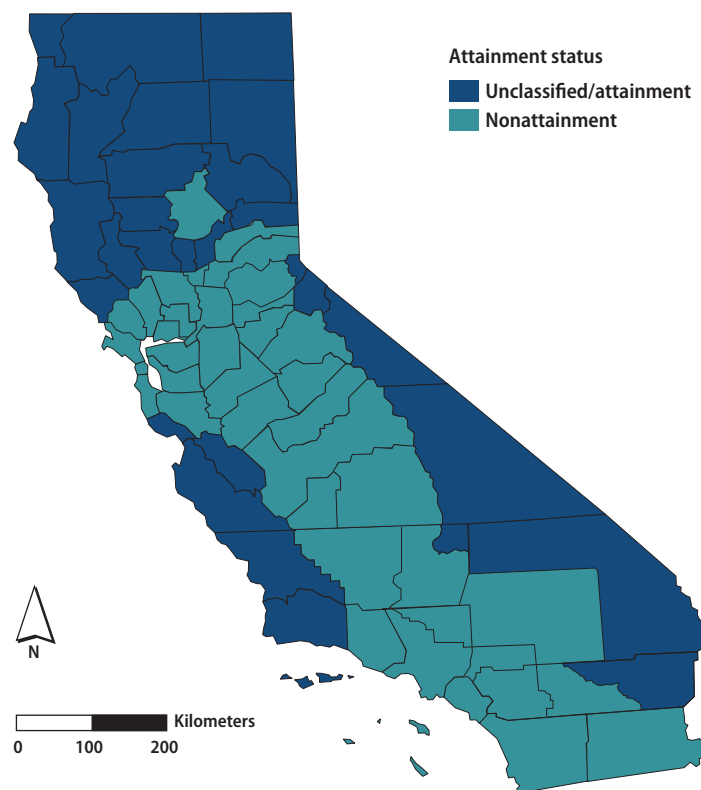 Attainment status
Unclassified/attainment
Nonattainment
N
Kilometers
0 100 200